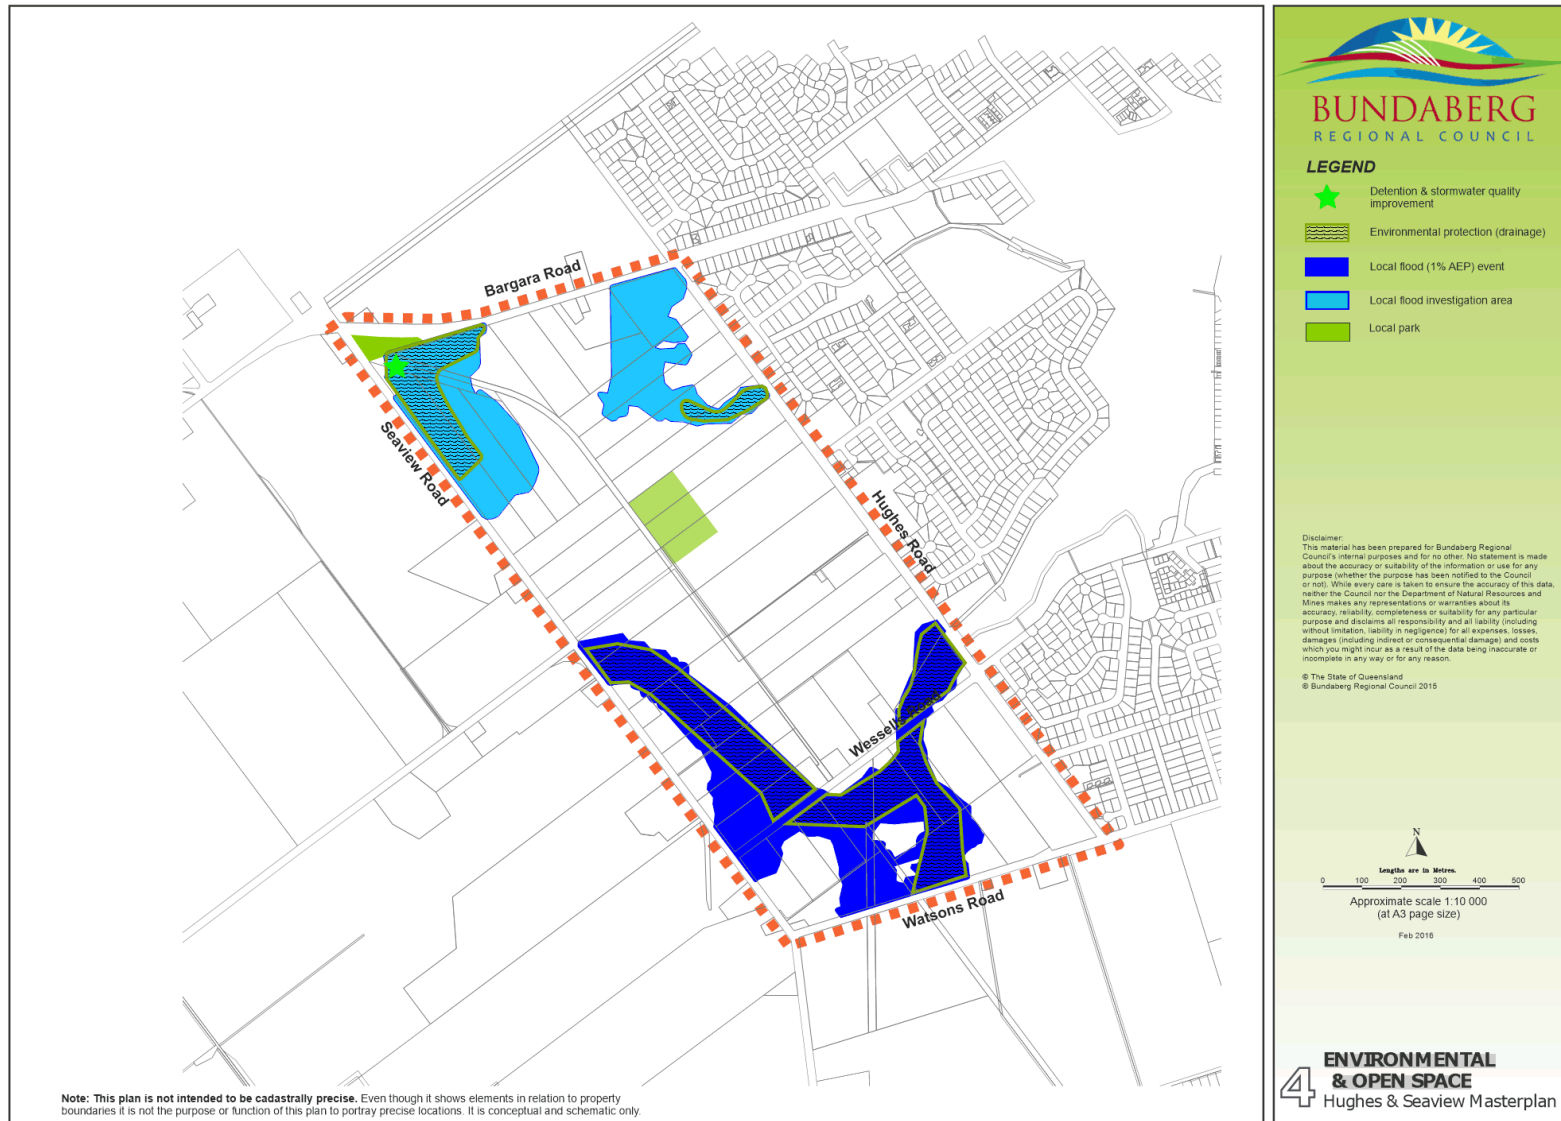 Bargara Road
Seaview Road
Hughes Road
Wessells Road
Watsons Road
Note: This plan is not intended to be cadastrally precise. Even though it shows elements in relation to property
boundaries it is not the purpose or function of this plan to portray precise locations. It is conceptual and schematic only.
BUNDABERG
REGIONAL COUNCIL
LEGEND
Detention & stormwater quality
improvement
Environmental protection (drainage)
Local flood (1% AEP) event
Local flood investigation area
Local park
Disclaimer:
This material has been prepared for Bundaberg Regional
Council's internal purposes and for no other. No statement is made
about the accuracy or suitability of the information or use for any
purpose (whether the purpose has been notified to the Council
or not). While every care is taken to ensure the accuracy of this data,
neither the Council nor the Department of Natural Resources and
Mines makes any representations or warranties about its
accuracy, reliability, completeness or suitability for any particular
purpose and disclaims all responsibility and all liability (including
without limitation, liability in negligence) for all expenses, losses,
damages (including indirect or consequential damage) and costs
which you might incur as a result of the data being inaccurate or
incomplete in any way or for any reason.
© The State of Queensland
© Bundaberg Regional Council 2015
N
Lengths are in Metres.
0 100 200 300 400 500
Approximate scale 1:10 000
(at A3 page size)
Feb 2016
4 ENVIRONMENTAL
& OPEN SPACE
Hughes & Seaview Masterplan